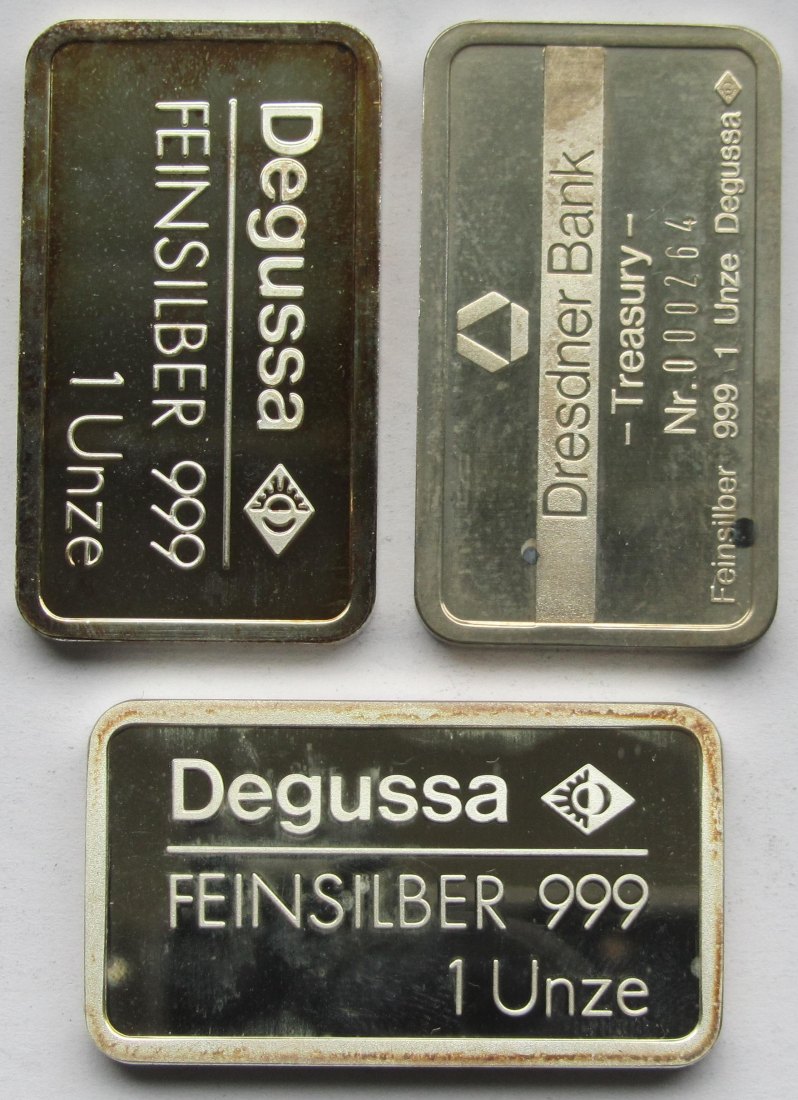 Degussa
FEINSILBER 999
1 Unze
Dresdner Bank
–Treasury–
Nr.000264
Feinsilber 999 1 Unze Degussa
Degussa
FEINSILBER 999
1 Unze